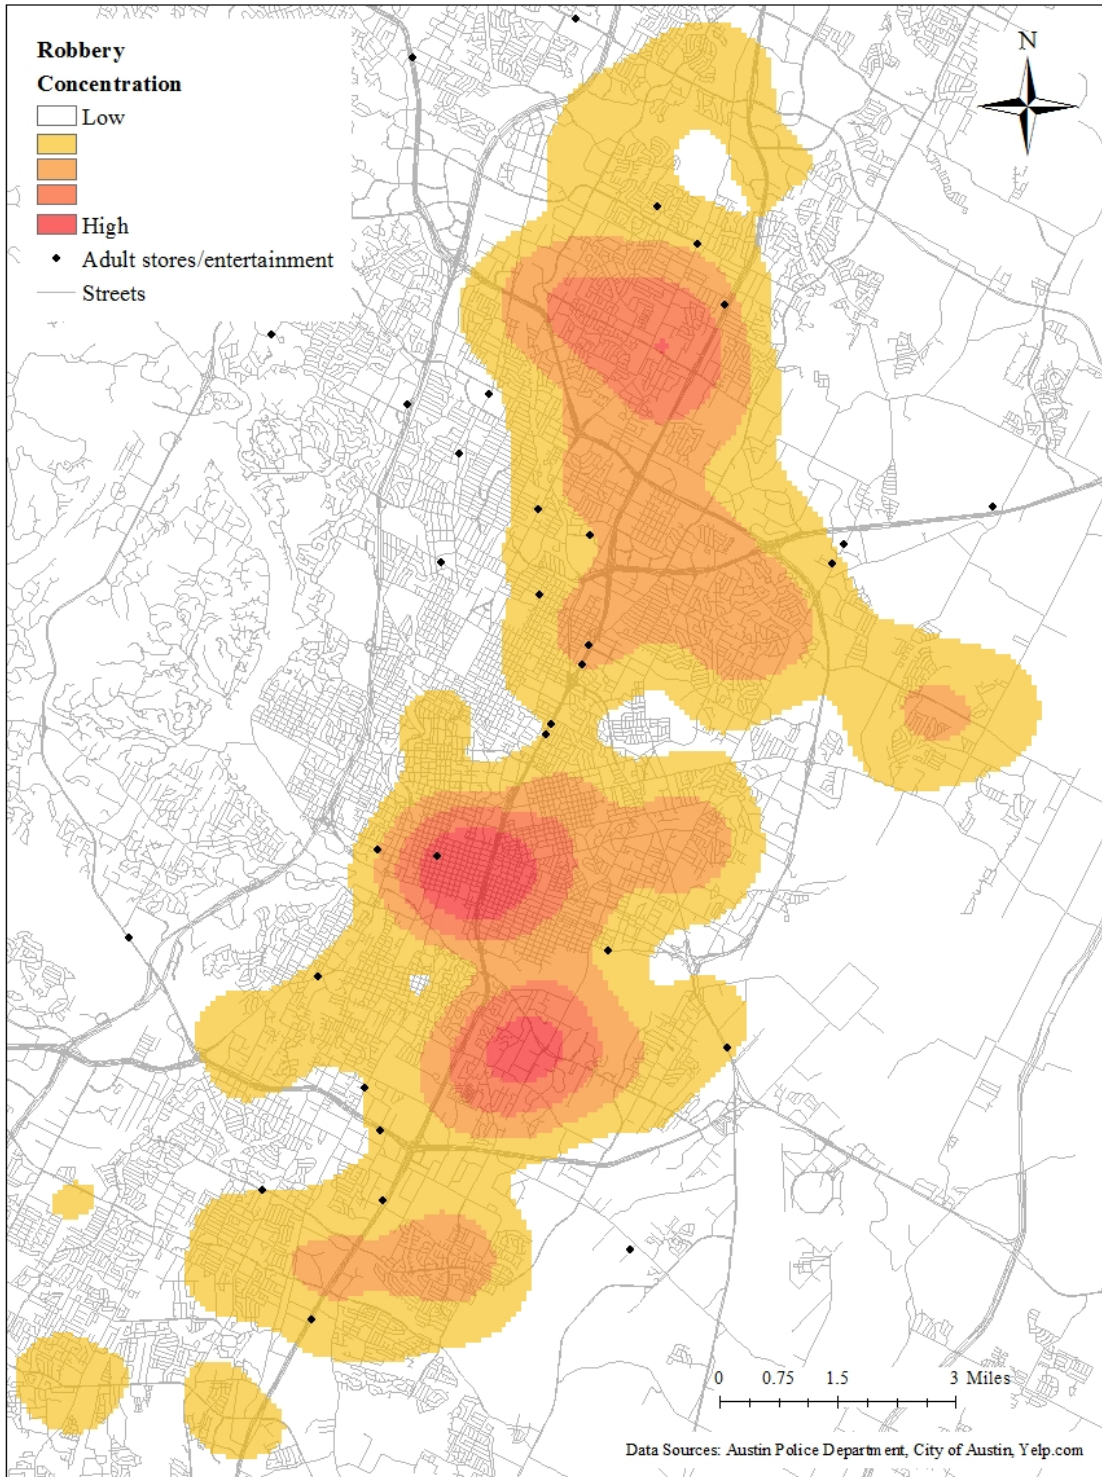 Robbery
Concentration
Low
High
Adult stores/entertainment
Streets
N
0 0.75 1.5 3 Miles
Data Sources: Austin Police Department, City of Austin, Yelp.com